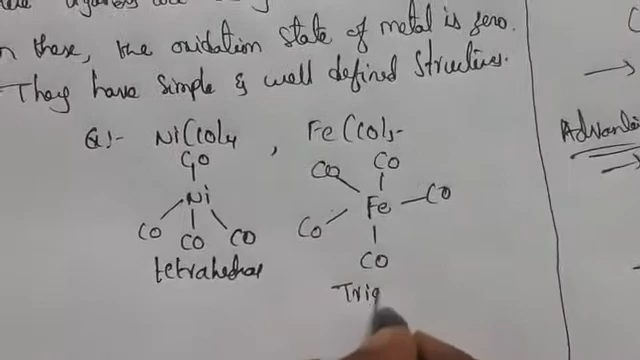 n these, the oxidation state of metal is zero.
They have simple & well defined structures.
Ex:- Ni(CO)4 , Fe(CO)5
CO
Ni
CO CO CO
tetrahedral
CO CO
Fe CO
CO
CO
Trig
Advanta